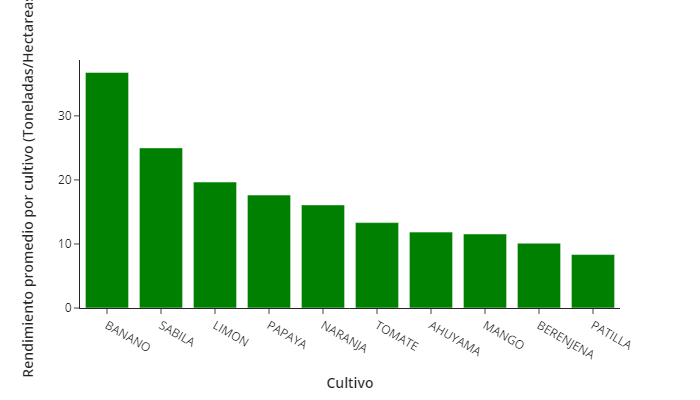 Rendimiento promedio por cultivo (Toneladas/Hectareas
30
20
10
0
BANANO
SABILA
LIMON
PAPAYA
NARANJA
TOMATE
AHUYAMA
MANGO
BERENJENA
PATILLA
Cultivo